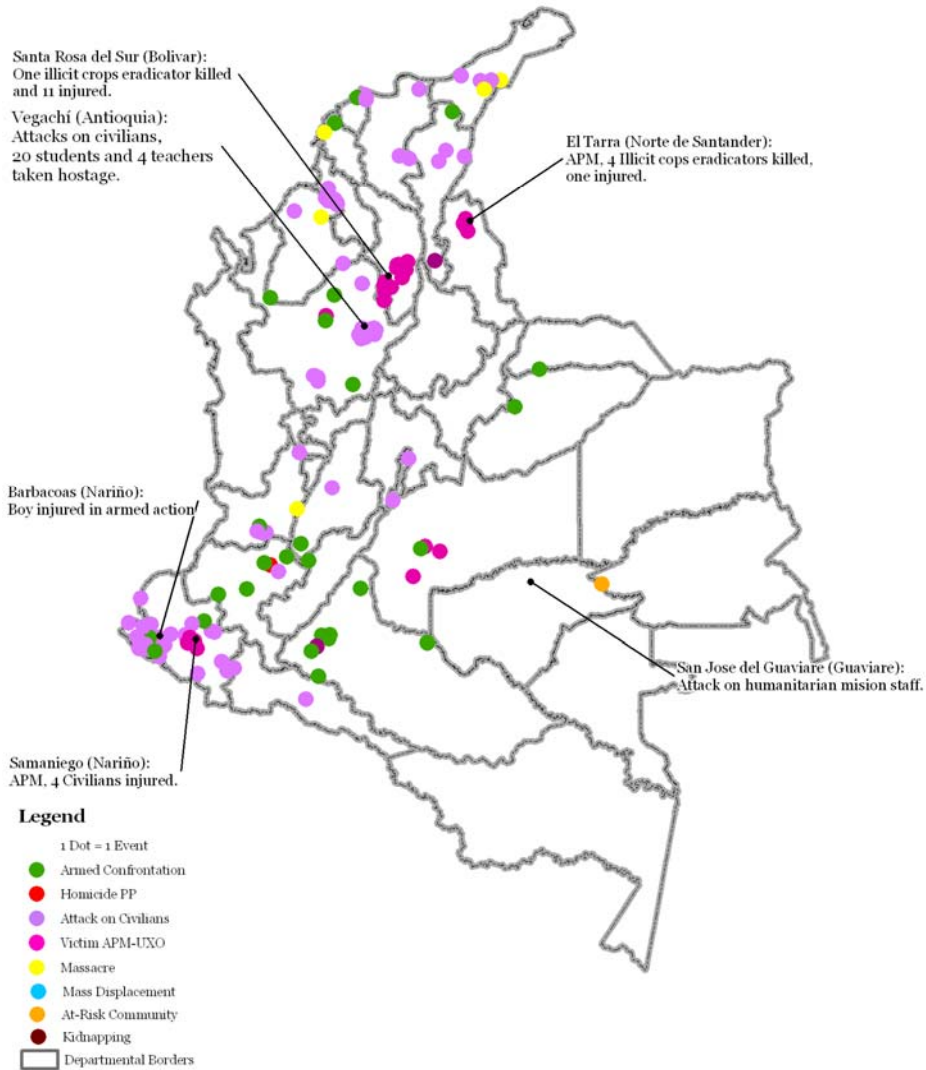 Santa Rosa del Sur (Bolivar):
One illicit crops eradicator killed
and 11 injured.
Vegachí (Antioquia):
Attacks on civilians,
20 students and 4 teachers
taken hostage.
El Tarra (Norte de Santander):
APM, 4 Illicit cops eradicators killed,
one injured.
Barbacoas (Nariño):
Boy injured in armed action
San Jose del Guaviare (Guaviare):
Attack on humanitarian mision staff.
Samaniego (Nariño):
APM, 4 Civilians injured.
Legend
1 Dot = 1 Event
Armed Confrontation
Homicide PP
Attack on Civilians
Victim APM-UXO
Massacre
Mass Displacement
At-Risk Community
Kidnapping
Departmental Borders